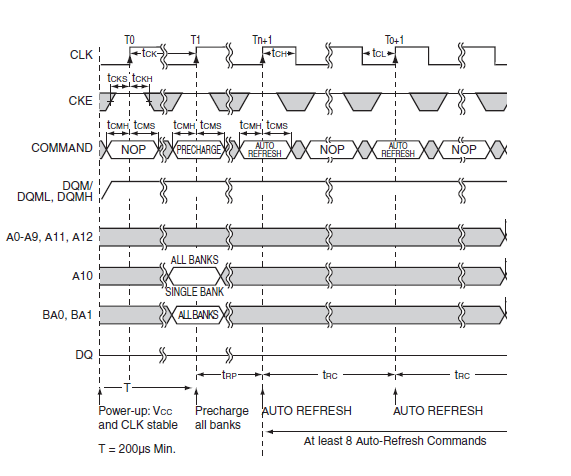 T0 T1 Tn+1 To+1
CLK tCK tCH tCL
tCKS tCKH
CKE
tCMH tCMS tCMH tCMS tCMH tCMS
COMMAND NOP PRECHARGE AUTO REFRESH NOP AUTO REFRESH NOP
DQM/
DQML, DQMH
A0-A9, A11, A12
ALL BANKS
A10
SINGLE BANK
BA0, BA1 ALL BANKS
DQ
tRP tRC tRC
T
Power-up: VCC Precharge AUTO REFRESH AUTO REFRESH
and CLK stable all banks
At least 8 Auto-Refresh Commands
T = 200µs Min.